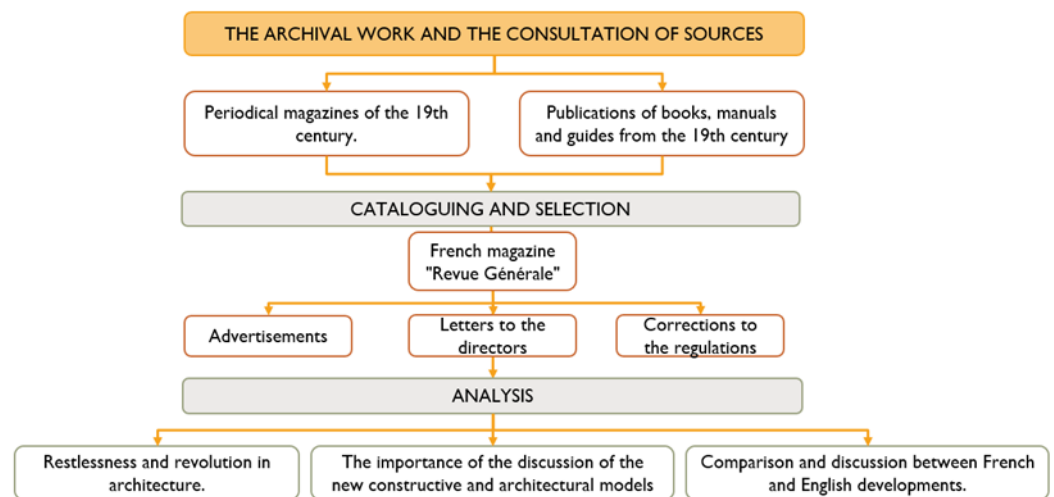 THE ARCHIVAL WORK AND THE CONSULTATION OF SOURCES
Periodical magazines of the 19th
century.
Publications of books, manuals
and guides from the 19th century
CATALOGUING AND SELECTION
French magazine
"Revue Générale"
Advertisements
Letters to the
directors
Corrections to
the regulations
ANALYSIS
Restlessness and revolution in
architecture.
The importance of the discussion of the
new constructive and architectural models
Comparison and discussion between French
and English developments.